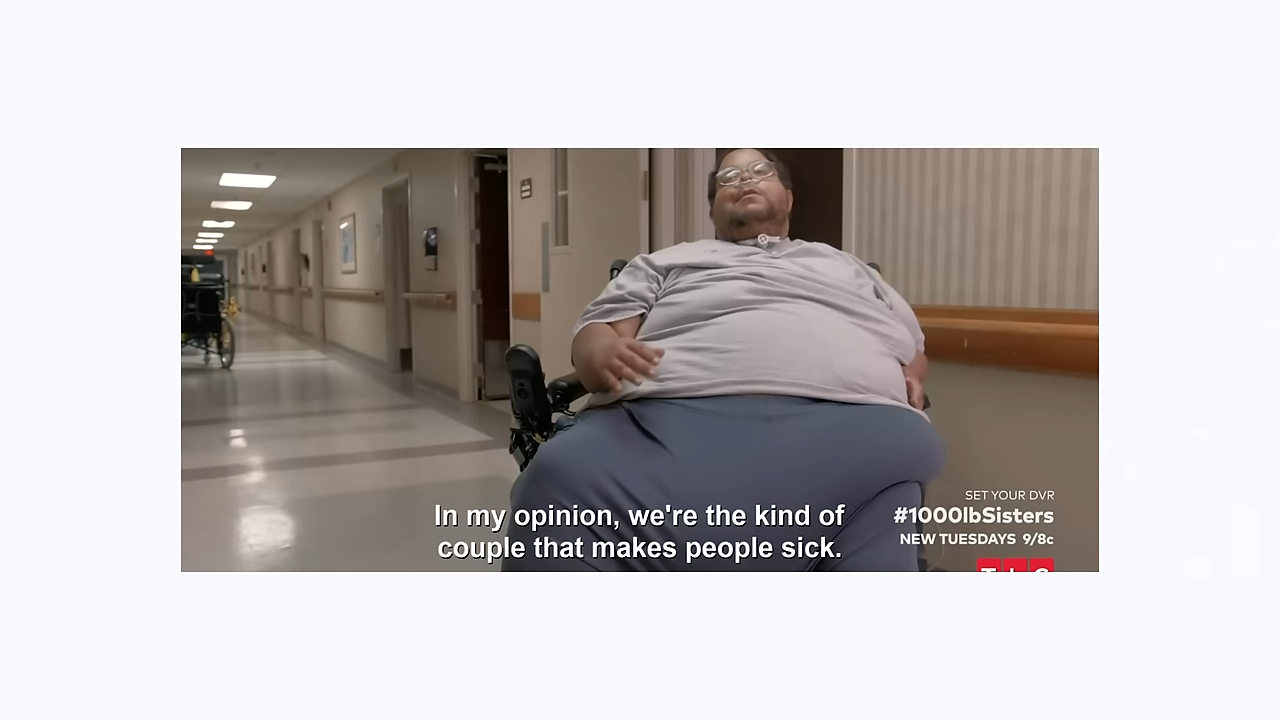 In my opinion, we're the kind of
couple that makes people sick.
SET YOUR DVR
#1000lbSisters
NEW TUESDAYS 9/8c
TLC